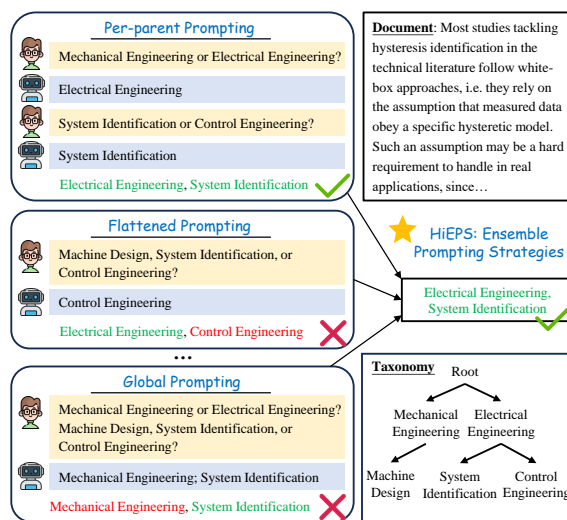 Per-parent Prompting
Mechanical Engineering or Electrical Engineering?
Electrical Engineering
System Identification or Control Engineering?
System Identification
Electrical Engineering, System Identification
Flattened Prompting
Machine Design, System Identification, or
Control Engineering?
Control Engineering
Electrical Engineering, Control Engineering
...
Global Prompting
Mechanical Engineering or Electrical Engineering?
Machine Design, System Identification, or
Control Engineering?
Mechanical Engineering; System Identification
Mechanical Engineering, System Identification
Document: Most studies tackling
hysteresis identification in the
technical literature follow white-
box approaches, i.e. they rely on
the assumption that measured data
obey a specific hysteretic model.
Such an assumption may be a hard
requirement to handle in real
applications, since…
HiEPS: Ensemble
Prompting Strategies
Electrical Engineering,
System Identification
Taxonomy
Root
Mechanical Engineering
Electrical Engineering
Machine Design
System Identification
Control Engineering